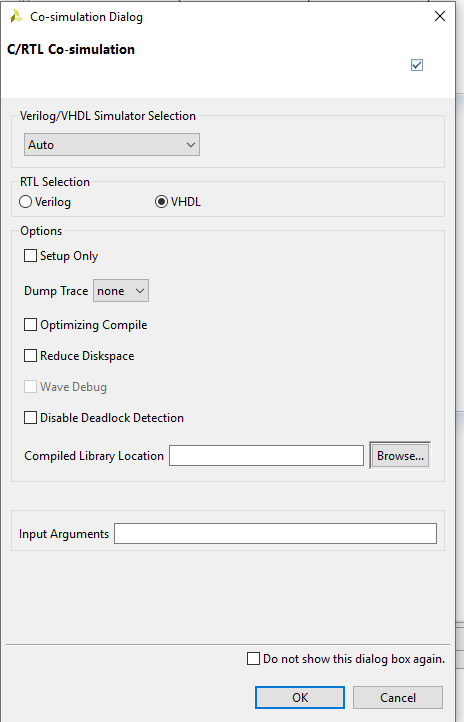 Co-simulation Dialog
C/RTL Co-simulation
Verilog/VHDL Simulator Selection
Auto
RTL Selection
Verilog VHDL
Options
Setup Only
Dump Trace none
Optimizing Compile
Reduce Diskspace
Wave Debug
Disable Deadlock Detection
Compiled Library Location Browse...
Input Arguments
Do not show this dialog box again.
OK Cancel